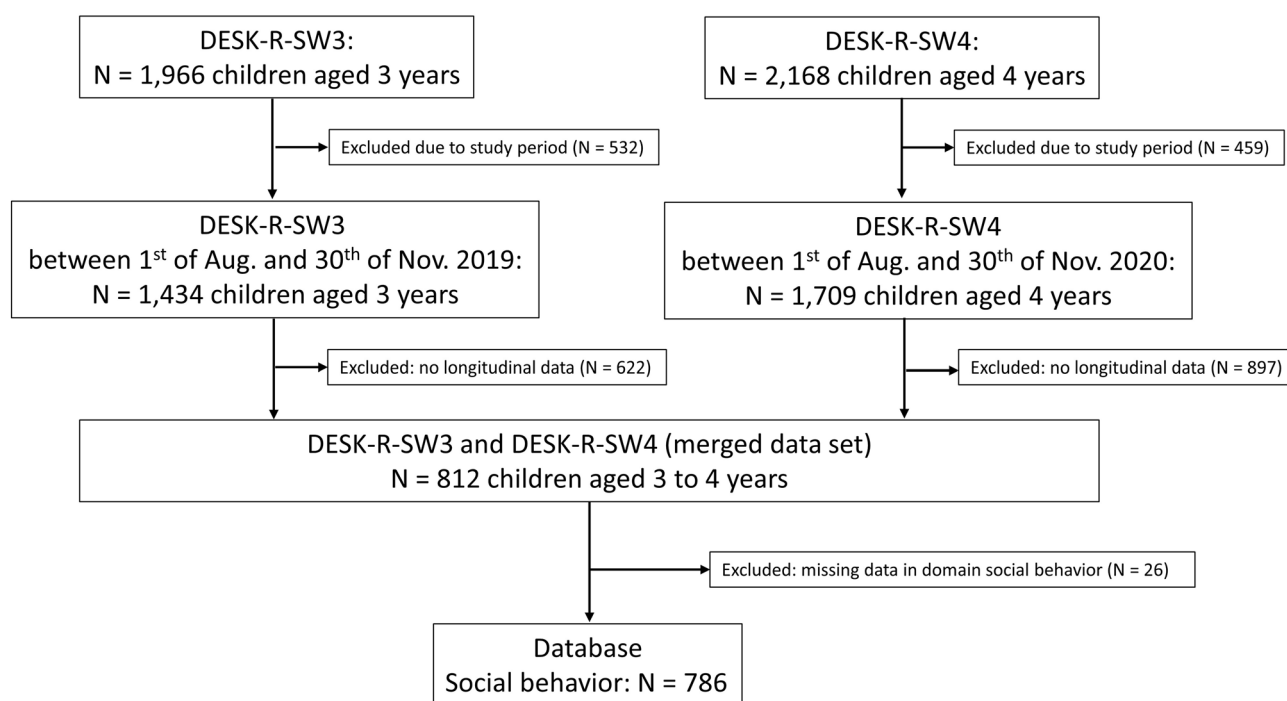 DESK-R-SW3:
N = 1,966 children aged 3 years
DESK-R-SW4:
N = 2,168 children aged 4 years
Excluded due to study period (N = 532)
Excluded due to study period (N = 459)
DESK-R-SW3
between 1st of Aug. and 30th of Nov. 2019:
N = 1,434 children aged 3 years
DESK-R-SW4
between 1st of Aug. and 30th of Nov. 2020:
N = 1,709 children aged 4 years
Excluded: no longitudinal data (N = 622)
Excluded: no longitudinal data (N = 897)
DESK-R-SW3 and DESK-R-SW4 (merged data set)
N = 812 children aged 3 to 4 years
Excluded: missing data in domain social behavior (N = 26)
Database
Social behavior: N = 786